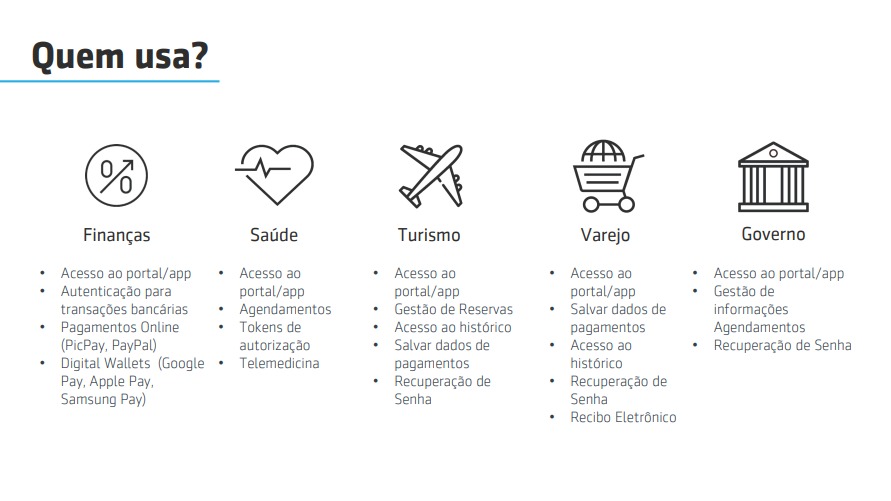 Quem usa?
Finanças
• Acesso ao portal/app
• Autenticação para
transações bancárias
• Pagamentos Online
(PicPay, PayPal)
• Digital Wallets (Google
Pay, Apple Pay,
Samsung Pay)
Saúde
• Acesso ao
portal/app
• Agendamentos
• Tokens de
autorização
• Telemedicina
Turismo
• Acesso ao
portal/app
• Gestão de Reservas
• Acesso ao histórico
• Salvar dados de
pagamentos
• Recuperação de
Senha
Varejo
• Acesso ao
portal/app
• Salvar dados de
pagamentos
• Acesso ao
histórico
• Recuperação de
Senha
• Recibo Eletrônico
Governo
• Acesso ao portal/app
• Gestão de
informações
Agendamentos
• Recuperação de Senha